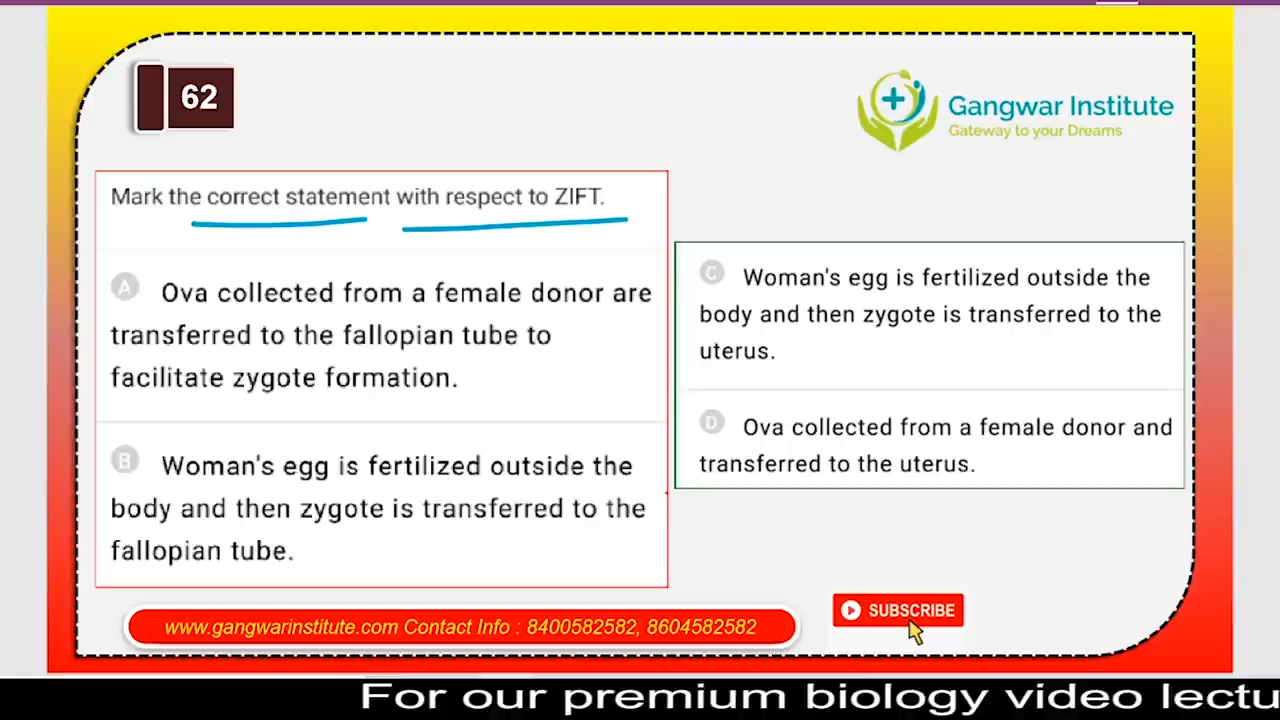 62
Gangwar Institute
Gateway to your Dreams
Mark the correct statement with respect to ZIFT.
A Ova collected from a female donor are
transferred to the fallopian tube to
facilitate zygote formation.
B Woman's egg is fertilized outside the
body and then zygote is transferred to the
fallopian tube.
C Woman's egg is fertilized outside the
body and then zygote is transferred to the
uterus.
D Ova collected from a female donor and
transferred to the uterus.
www.gangwarinstitute.com Contact Info : 8400582582, 8604582582
SUBSCRIBE
For our premium biology video lectu